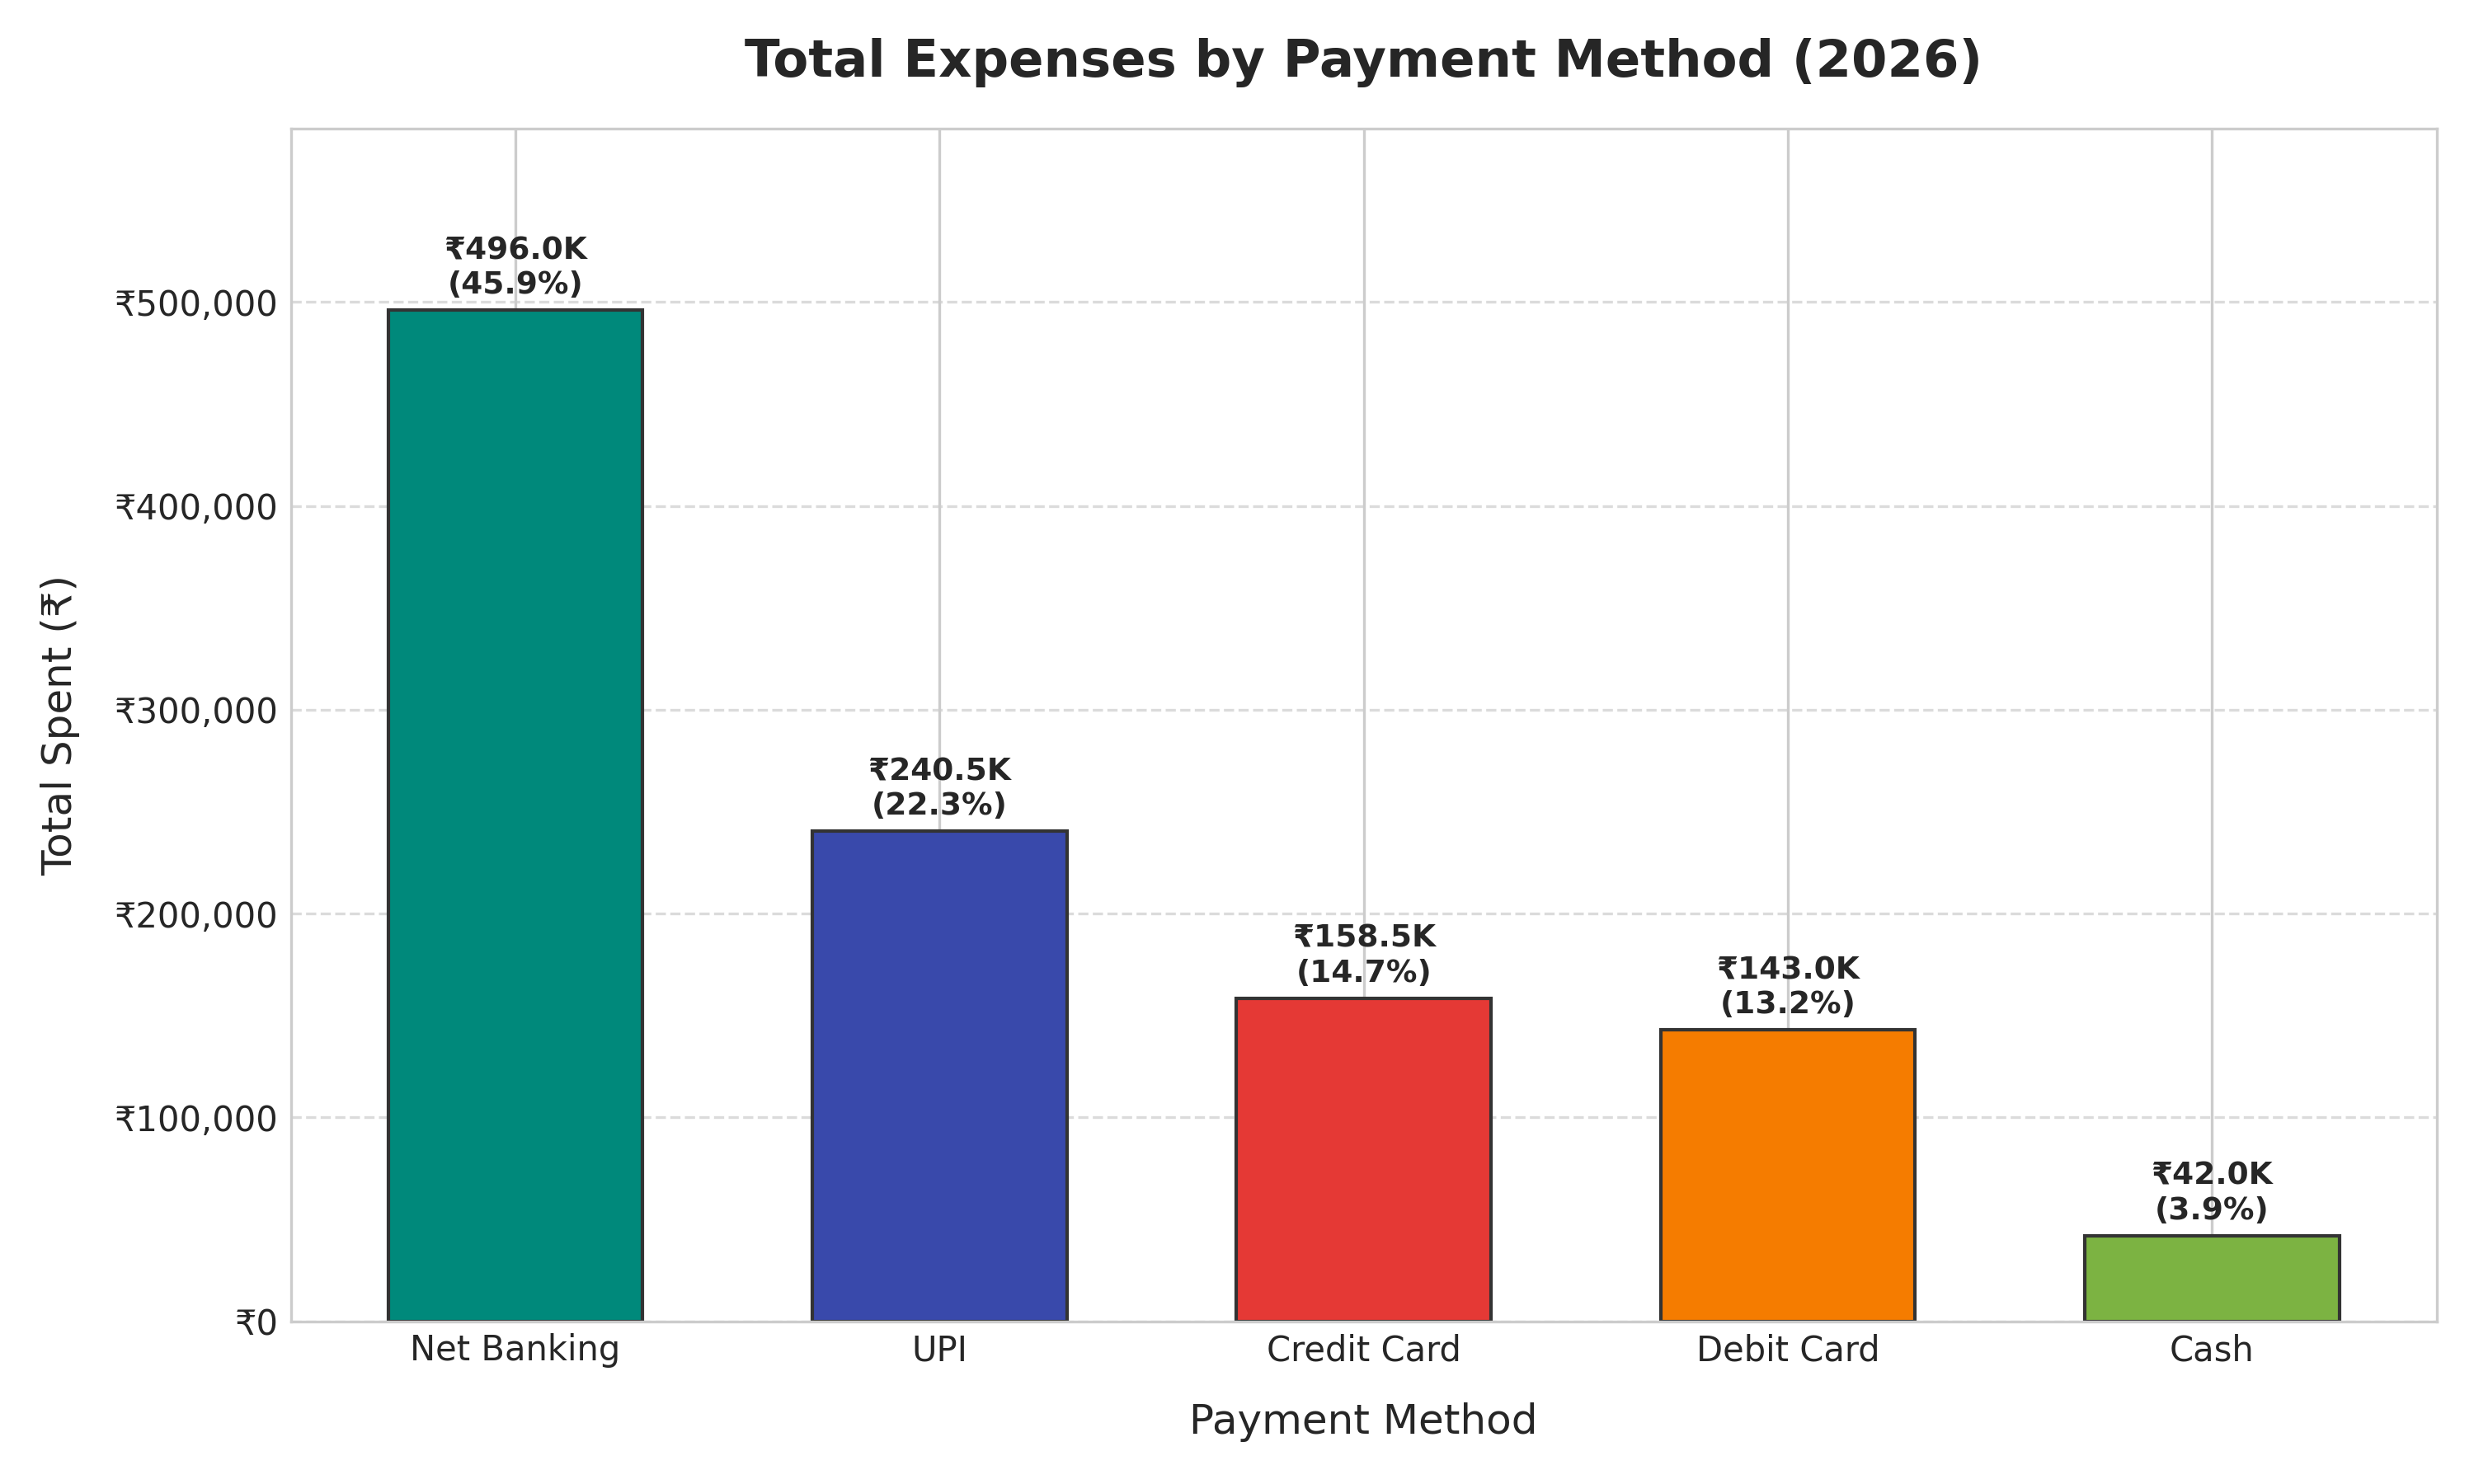 Total Expenses by Payment Method (2026)
₹496.0K
(45.9%)
₹500,000
₹400,000
₹300,000
₹240.5K
(22.3%)
₹200,000
₹158.5K
(14.7%)
₹143.0K
(13.2%)
₹100,000
₹42.0K
(3.9%)
₹0
Total Spent (₹)
Net Banking
UPI
Credit Card
Debit Card
Cash
Payment Method